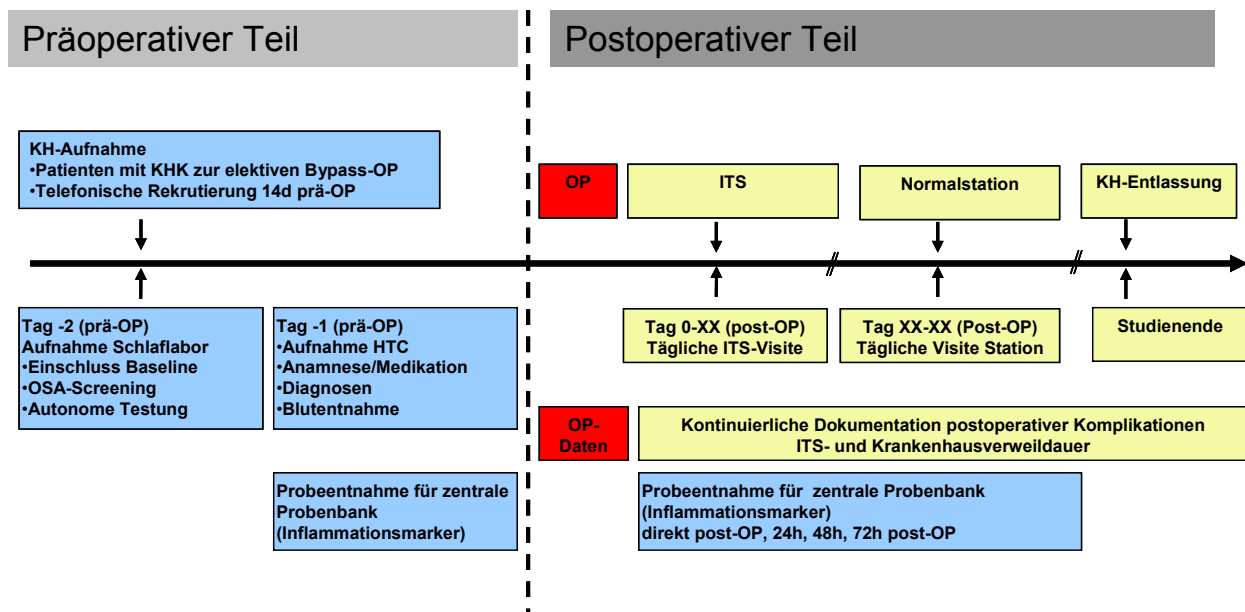 Präoperativer Teil
Postoperativer Teil
KH-Aufnahme
•Patienten mit KHK zur elektiven Bypass-OP
•Telefonische Rekrutierung 14d prä-OP
OP
ITS
Normalstation
KH-Entlassung
Tag -2 (prä-OP)
Aufnahme Schlaflabor
•Einschluss Baseline
•OSA-Screening
•Autonome Testung
Tag -1 (prä-OP)
•Aufnahme HTC
•Anamnese/Medikation
•Diagnosen
•Blutentnahme
Tag 0-XX (post-OP)
Tägliche ITS-Visite
Tag XX-XX (Post-OP)
Tägliche Visite Station
Studienende
OP-
Daten
Kontinuierliche Dokumentation postoperativer Komplikationen
ITS- und Krankenhausverweildauer
Probeentnahme für zentrale
Probenbank
(Inflammationsmarker)
Probeentnahme für zentrale Probenbank
(Inflammationsmarker)
direkt post-OP, 24h, 48h, 72h post-OP